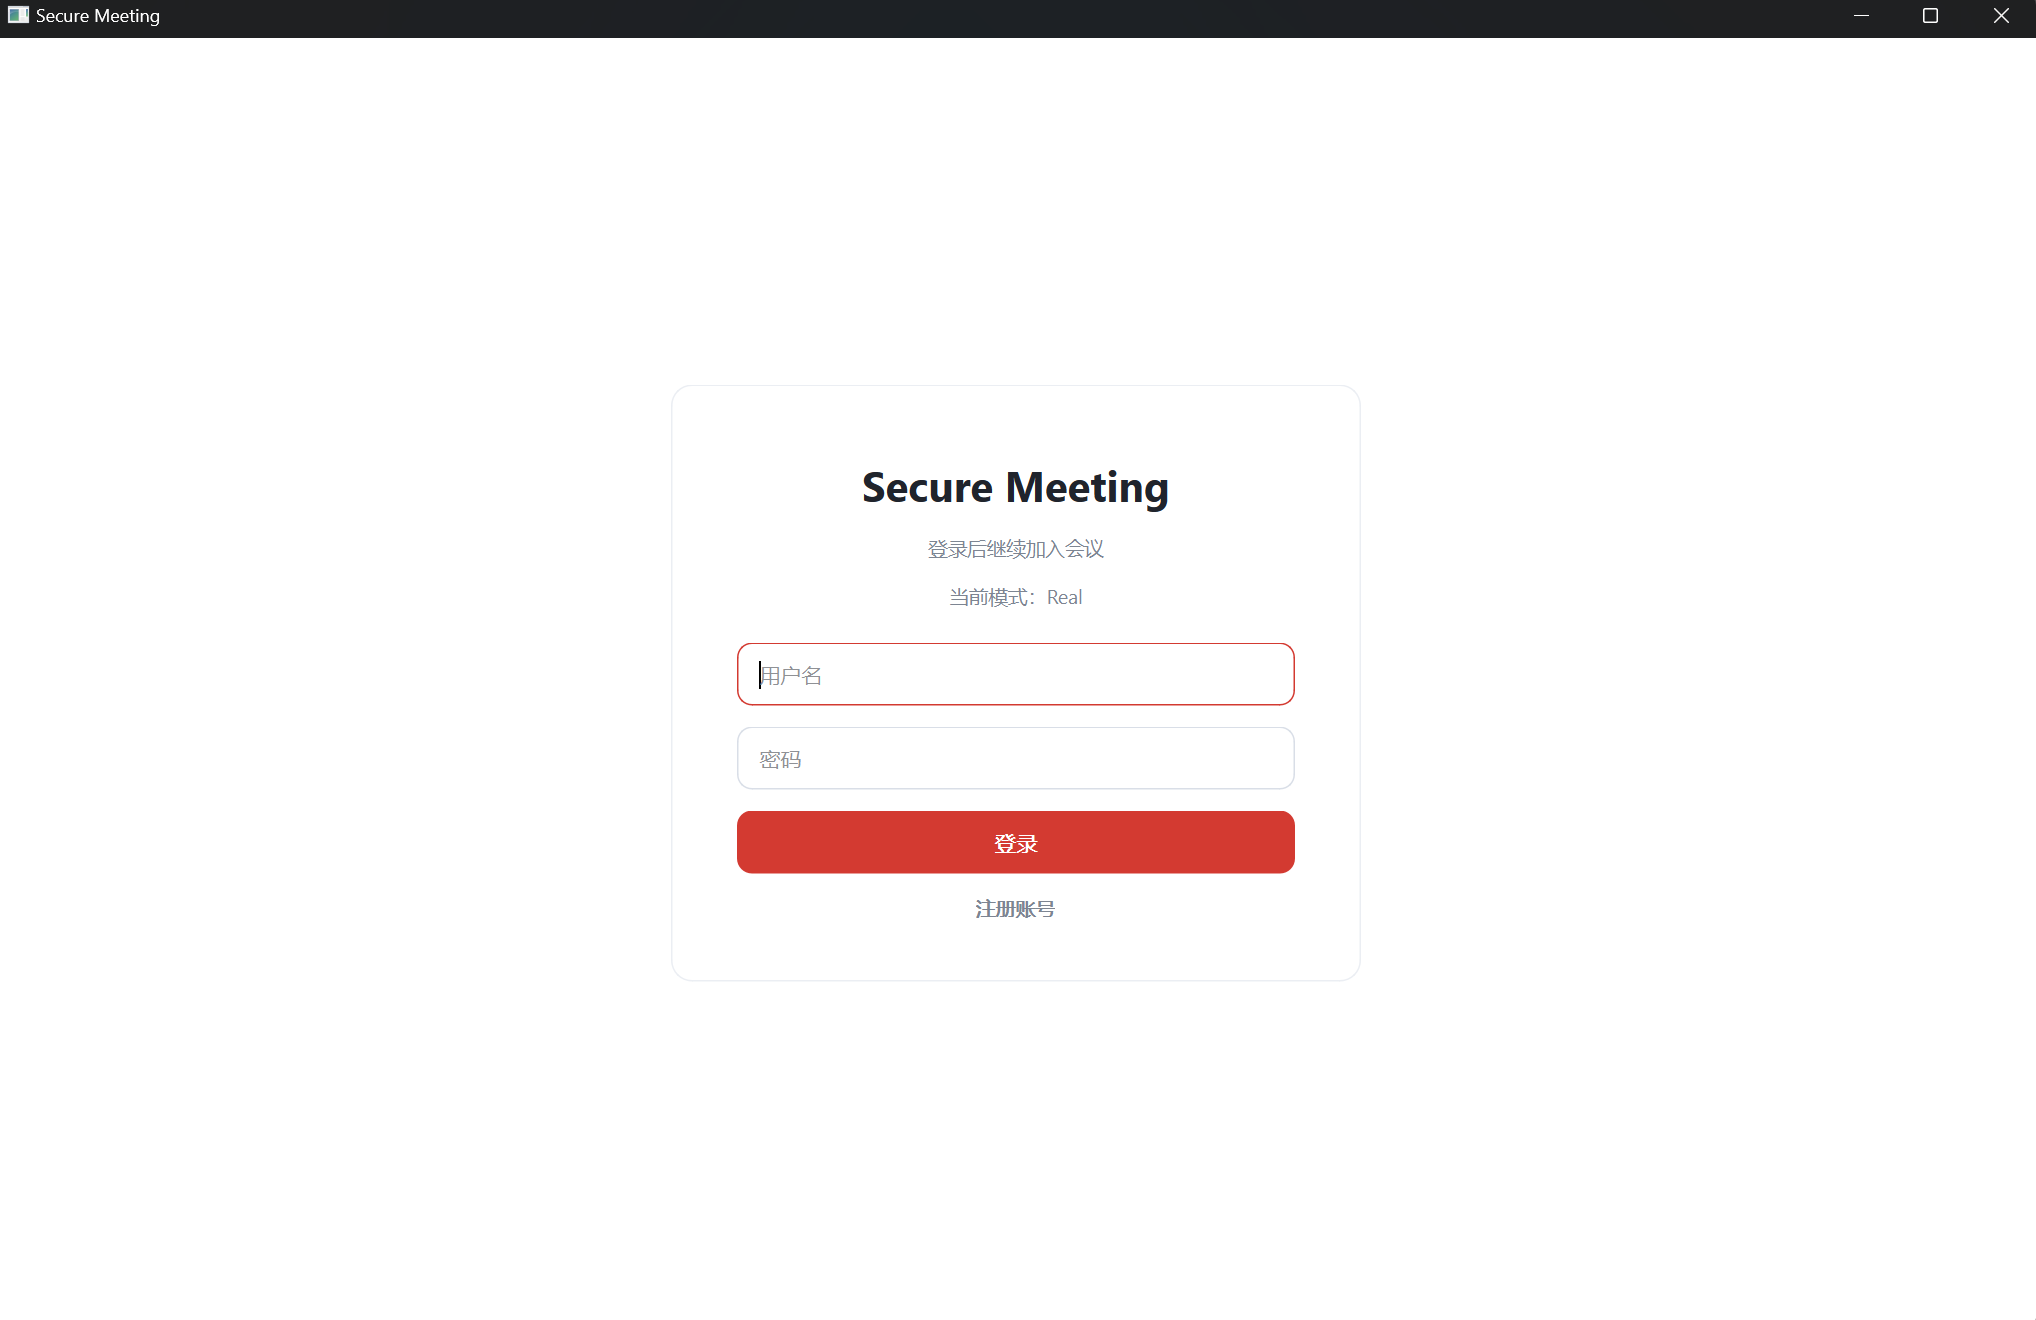 Secure Meeting
Secure Meeting
登录后继续加入会议
当前模式：Real
用户名
密码
登录
注册账号